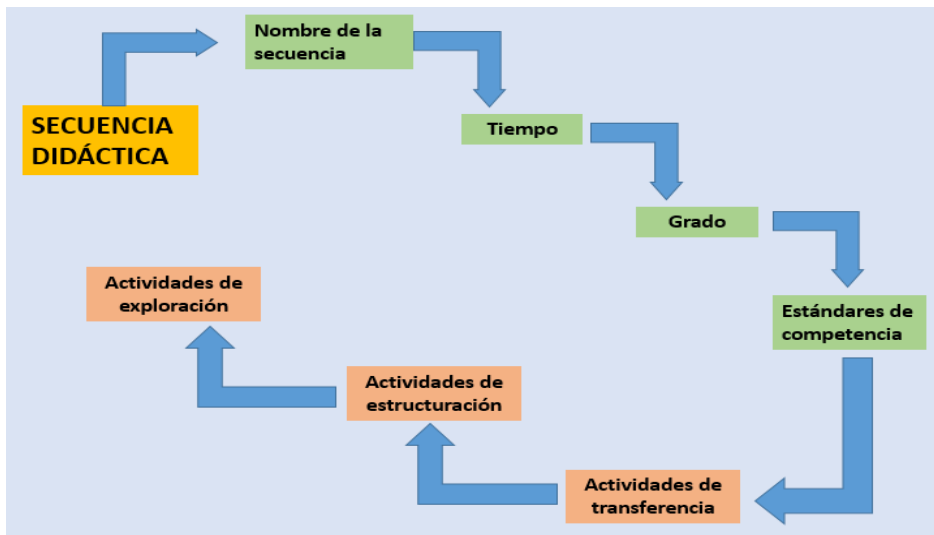 SECUENCIA
DIDÁCTICA
Nombre de la
secuencia
Tiempo
Grado
Estándares de
competencia
Actividades de
transferencia
Actividades de
estructuración
Actividades de
exploración